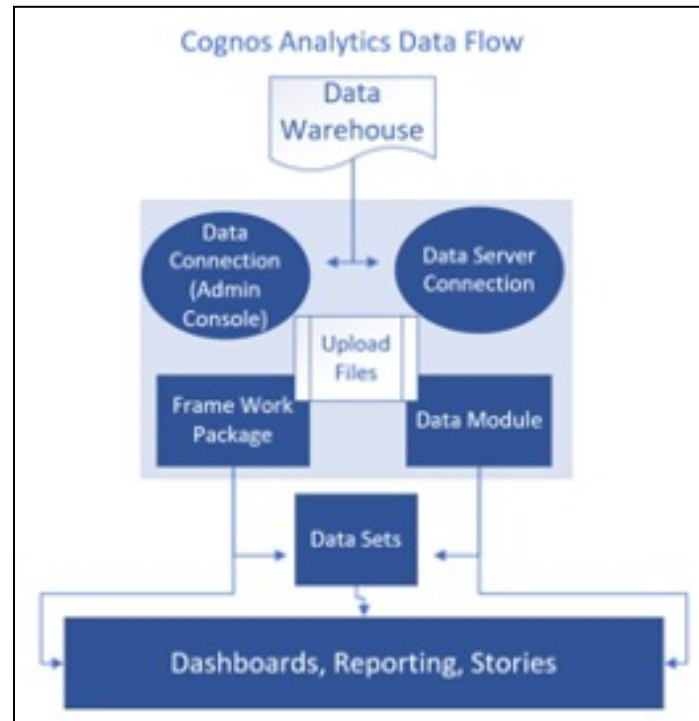 Cognos Analytics Data Flow
Data
Warehouse
Data
Connection
(Admin
Console)
Data Server
Connection
Upload
Files
Frame Work
Package
Data Module
Data Sets
Dashboards, Reporting, Stories